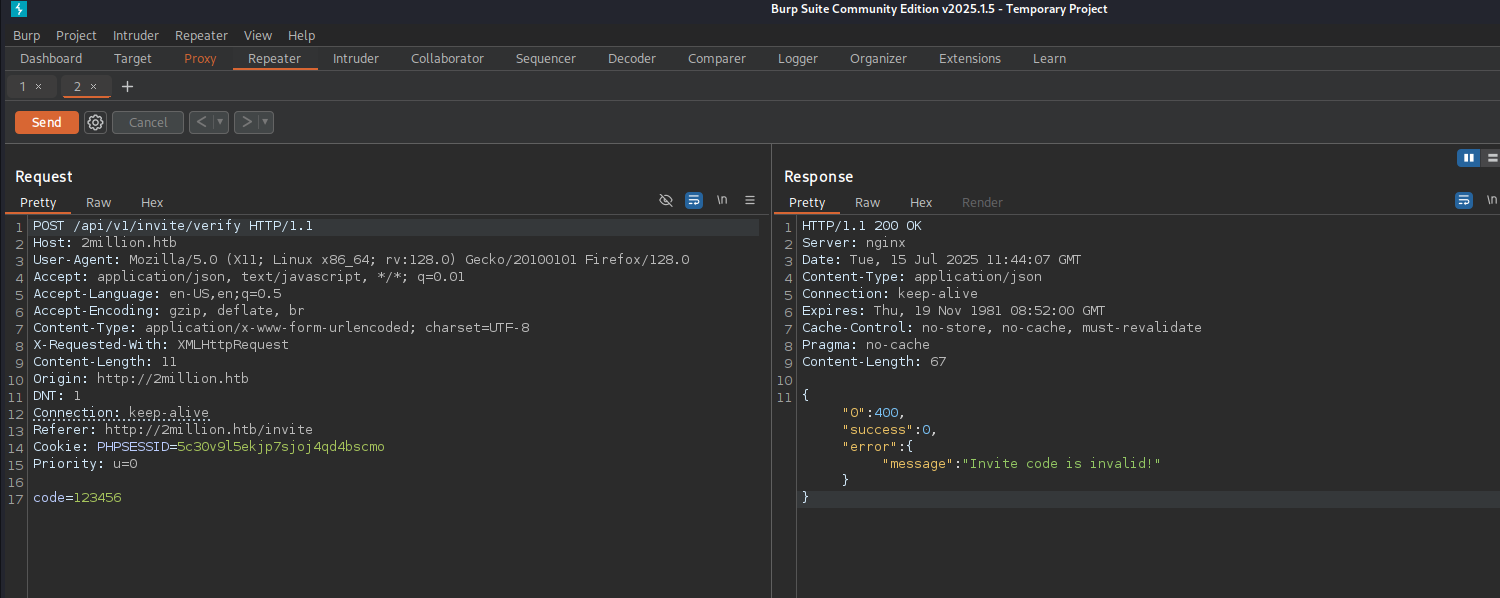 Burp Suite Community Edition v2025.1.5 - Temporary Project
Burp Project Intruder Repeater View Help
Dashboard Target Proxy Repeater Intruder Collaborator Sequencer Decoder Comparer Logger Organizer Extensions Learn
1 × 2 × +
Send Cancel < >
Request
Pretty Raw Hex \n
1 POST /api/v1/invite/verify HTTP/1.1
2 Host: 2million.htb
3 User-Agent: Mozilla/5.0 (X11; Linux x86_64; rv:128.0) Gecko/20100101 Firefox/128.0
4 Accept: application/json, text/javascript, */*; q=0.01
5 Accept-Language: en-US,en;q=0.5
6 Accept-Encoding: gzip, deflate, br
7 Content-Type: application/x-www-form-urlencoded; charset=UTF-8
8 X-Requested-With: XMLHttpRequest
9 Content-Length: 11
10 Origin: http://2million.htb
11 DNT: 1
12 Connection: keep-alive
13 Referer: http://2million.htb/invite
14 Cookie: PHPSESSID=5c30v9l5ekjp7sjoj4qd4bscmo
15 Priority: u=0
16
17 code=123456
Response
Pretty Raw Hex Render \n
1 HTTP/1.1 200 OK
2 Server: nginx
3 Date: Tue, 15 Jul 2025 11:44:07 GMT
4 Content-Type: application/json
5 Connection: keep-alive
6 Expires: Thu, 19 Nov 1981 08:52:00 GMT
7 Cache-Control: no-store, no-cache, must-revalidate
8 Pragma: no-cache
9 Content-Length: 67
10
11 {
"0":400,
"success":0,
"error":{
"message":"Invite code is invalid!"
}
}